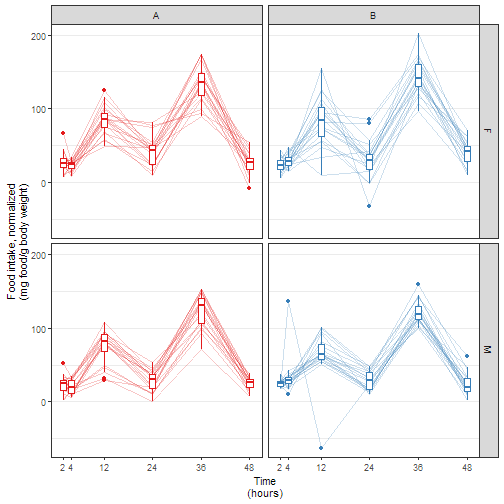 A
B
200
100
0
F
200
100
0
M
Food intake, normalized
(mg food/g body weight)
2 4 12 24 36 48
2 4 12 24 36 48
Time
(hours)